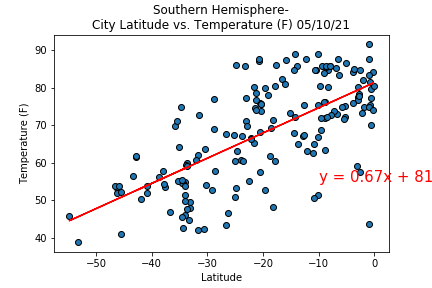 Southern Hemisphere-
City Latitude vs. Temperature (F) 05/10/21
90
80
70
60
50
40
Temperature (F)
y = 0.67x + 81
−50
−40
−30
−20
−10
0
Latitude